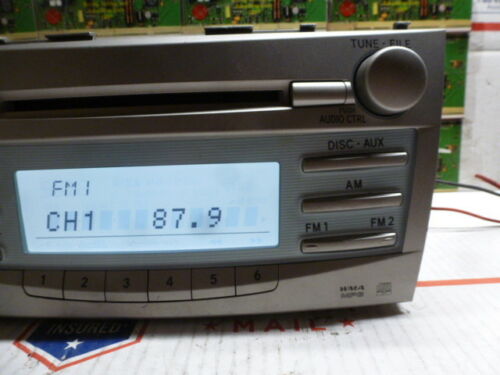 TUNE - FILE
PUSH
AUDIO CTRL
DISC - AUX
AM
FM 1 FM 2
FM1
CH1 87.9
1 2 3 4 5 6
WMA
MP3
INSURED
MAIL